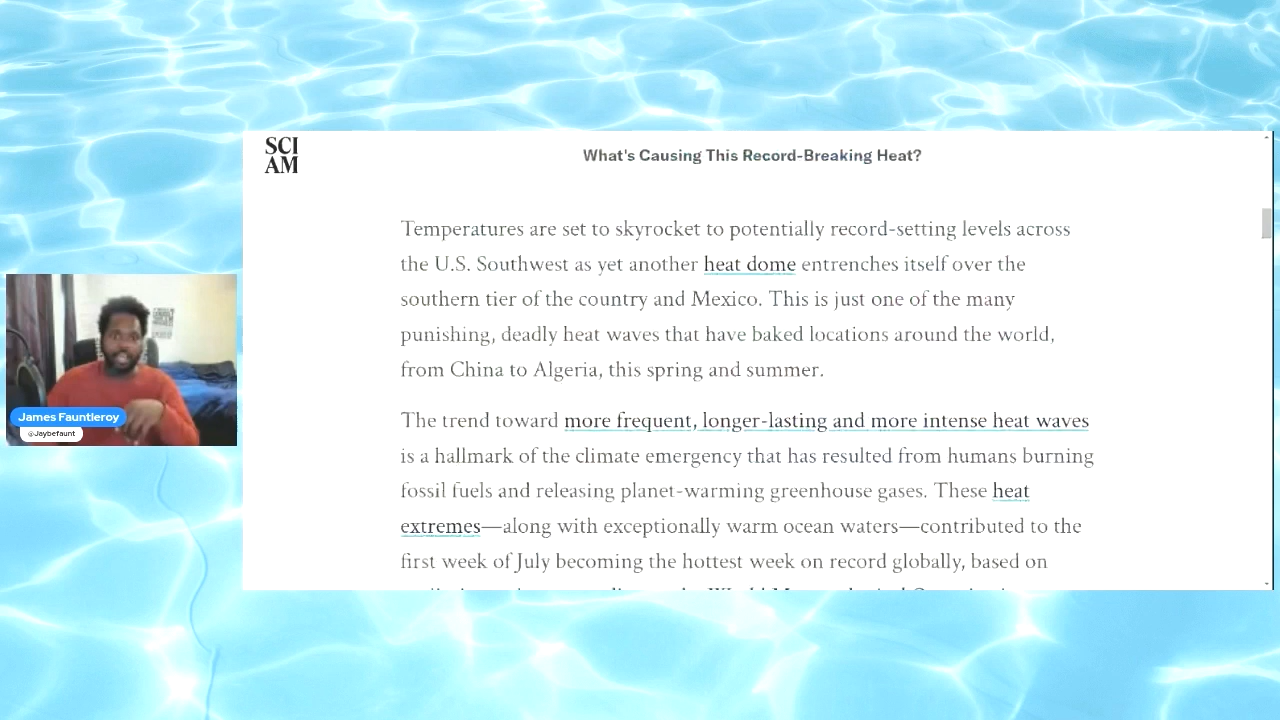 SCI
AM
What's Causing This Record-Breaking Heat?
Temperatures are set to skyrocket to potentially record-setting levels across
the U.S. Southwest as yet another heat dome entrenches itself over the
southern tier of the country and Mexico. This is just one of the many
punishing, deadly heat waves that have baked locations around the world,
from China to Algeria, this spring and summer.
The trend toward more frequent, longer-lasting and more intense heat waves
is a hallmark of the climate emergency that has resulted from humans burning
fossil fuels and releasing planet-warming greenhouse gases. These heat
extremes—along with exceptionally warm ocean waters—contributed to the
first week of July becoming the hottest week on record globally, based on
James Fauntleroy
@Jaybefaunt